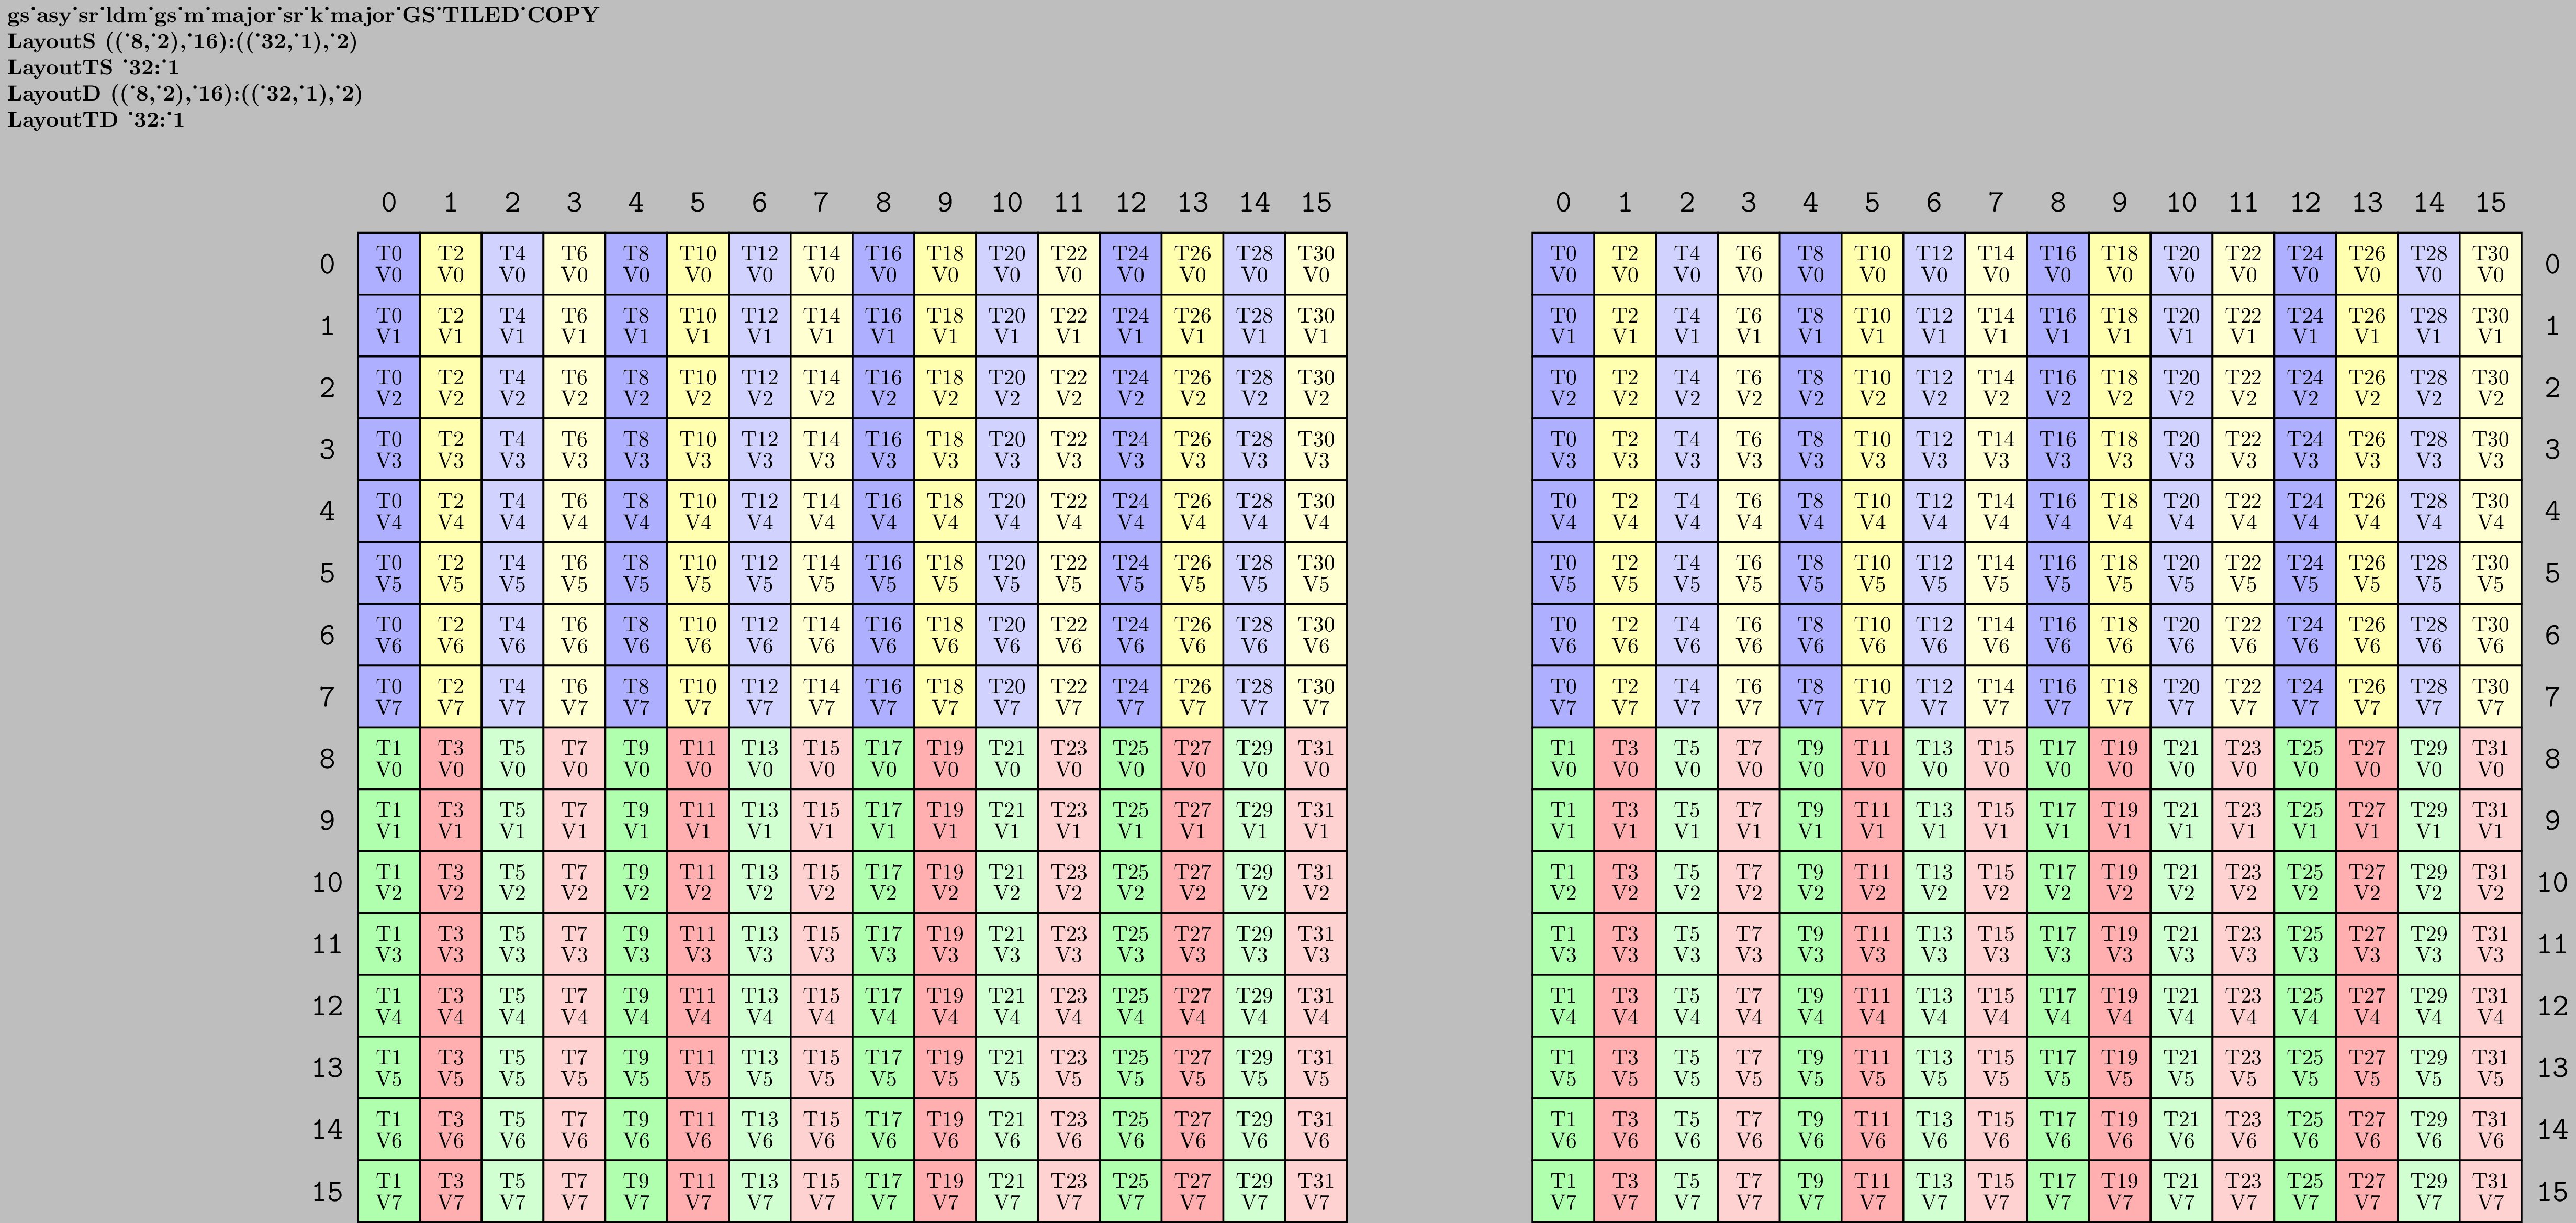 gs˙asy˙sr˙ldm˙gs˙m˙major˙sr˙k˙major˙GS˙TILED˙COPY
LayoutS ((˙8,˙2),˙16):((˙32,˙1),˙2)
LayoutTS ˙32:˙1
LayoutD ((˙8,˙2),˙16):((˙32,˙1),˙2)
LayoutTD ˙32:˙1
0 1 2 3 4 5 6 7 8 9 10 11 12 13 14 15 0 1 2 3 4 5 6 7 8 9 10 11 12 13 14 15
0 T0 T2 T4 T6 T8 T10 T12 T14 T16 T18 T20 T22 T24 T26 T28 T30 T0 T2 T4 T6 T8 T10 T12 T14 T16 T18 T20 T22 T24 T26 T28 T30 0
V0 V0 V0 V0 V0 V0 V0 V0 V0 V0 V0 V0 V0 V0 V0 V0 V0 V0 V0 V0 V0 V0 V0 V0 V0 V0 V0 V0 V0 V0 V0 V0
1 T0 T2 T4 T6 T8 T10 T12 T14 T16 T18 T20 T22 T24 T26 T28 T30 T0 T2 T4 T6 T8 T10 T12 T14 T16 T18 T20 T22 T24 T26 T28 T30 1
V1 V1 V1 V1 V1 V1 V1 V1 V1 V1 V1 V1 V1 V1 V1 V1 V1 V1 V1 V1 V1 V1 V1 V1 V1 V1 V1 V1 V1 V1 V1 V1
2 T0 T2 T4 T6 T8 T10 T12 T14 T16 T18 T20 T22 T24 T26 T28 T30 T0 T2 T4 T6 T8 T10 T12 T14 T16 T18 T20 T22 T24 T26 T28 T30 2
V2 V2 V2 V2 V2 V2 V2 V2 V2 V2 V2 V2 V2 V2 V2 V2 V2 V2 V2 V2 V2 V2 V2 V2 V2 V2 V2 V2 V2 V2 V2 V2
3 T0 T2 T4 T6 T8 T10 T12 T14 T16 T18 T20 T22 T24 T26 T28 T30 T0 T2 T4 T6 T8 T10 T12 T14 T16 T18 T20 T22 T24 T26 T28 T30 3
V3 V3 V3 V3 V3 V3 V3 V3 V3 V3 V3 V3 V3 V3 V3 V3 V3 V3 V3 V3 V3 V3 V3 V3 V3 V3 V3 V3 V3 V3 V3 V3
4 T0 T2 T4 T6 T8 T10 T12 T14 T16 T18 T20 T22 T24 T26 T28 T30 T0 T2 T4 T6 T8 T10 T12 T14 T16 T18 T20 T22 T24 T26 T28 T30 4
V4 V4 V4 V4 V4 V4 V4 V4 V4 V4 V4 V4 V4 V4 V4 V4 V4 V4 V4 V4 V4 V4 V4 V4 V4 V4 V4 V4 V4 V4 V4 V4
5 T0 T2 T4 T6 T8 T10 T12 T14 T16 T18 T20 T22 T24 T26 T28 T30 T0 T2 T4 T6 T8 T10 T12 T14 T16 T18 T20 T22 T24 T26 T28 T30 5
V5 V5 V5 V5 V5 V5 V5 V5 V5 V5 V5 V5 V5 V5 V5 V5 V5 V5 V5 V5 V5 V5 V5 V5 V5 V5 V5 V5 V5 V5 V5 V5
6 T0 T2 T4 T6 T8 T10 T12 T14 T16 T18 T20 T22 T24 T26 T28 T30 T0 T2 T4 T6 T8 T10 T12 T14 T16 T18 T20 T22 T24 T26 T28 T30 6
V6 V6 V6 V6 V6 V6 V6 V6 V6 V6 V6 V6 V6 V6 V6 V6 V6 V6 V6 V6 V6 V6 V6 V6 V6 V6 V6 V6 V6 V6 V6 V6
7 T0 T2 T4 T6 T8 T10 T12 T14 T16 T18 T20 T22 T24 T26 T28 T30 T0 T2 T4 T6 T8 T10 T12 T14 T16 T18 T20 T22 T24 T26 T28 T30 7
V7 V7 V7 V7 V7 V7 V7 V7 V7 V7 V7 V7 V7 V7 V7 V7 V7 V7 V7 V7 V7 V7 V7 V7 V7 V7 V7 V7 V7 V7 V7 V7
8 T1 T3 T5 T7 T9 T11 T13 T15 T17 T19 T21 T23 T25 T27 T29 T31 T1 T3 T5 T7 T9 T11 T13 T15 T17 T19 T21 T23 T25 T27 T29 T31 8
V0 V0 V0 V0 V0 V0 V0 V0 V0 V0 V0 V0 V0 V0 V0 V0 V0 V0 V0 V0 V0 V0 V0 V0 V0 V0 V0 V0 V0 V0 V0 V0
9 T1 T3 T5 T7 T9 T11 T13 T15 T17 T19 T21 T23 T25 T27 T29 T31 T1 T3 T5 T7 T9 T11 T13 T15 T17 T19 T21 T23 T25 T27 T29 T31 9
V1 V1 V1 V1 V1 V1 V1 V1 V1 V1 V1 V1 V1 V1 V1 V1 V1 V1 V1 V1 V1 V1 V1 V1 V1 V1 V1 V1 V1 V1 V1 V1
10 T1 T3 T5 T7 T9 T11 T13 T15 T17 T19 T21 T23 T25 T27 T29 T31 T1 T3 T5 T7 T9 T11 T13 T15 T17 T19 T21 T23 T25 T27 T29 T31 10
V2 V2 V2 V2 V2 V2 V2 V2 V2 V2 V2 V2 V2 V2 V2 V2 V2 V2 V2 V2 V2 V2 V2 V2 V2 V2 V2 V2 V2 V2 V2 V2
11 T1 T3 T5 T7 T9 T11 T13 T15 T17 T19 T21 T23 T25 T27 T29 T31 T1 T3 T5 T7 T9 T11 T13 T15 T17 T19 T21 T23 T25 T27 T29 T31 11
V3 V3 V3 V3 V3 V3 V3 V3 V3 V3 V3 V3 V3 V3 V3 V3 V3 V3 V3 V3 V3 V3 V3 V3 V3 V3 V3 V3 V3 V3 V3 V3
12 T1 T3 T5 T7 T9 T11 T13 T15 T17 T19 T21 T23 T25 T27 T29 T31 T1 T3 T5 T7 T9 T11 T13 T15 T17 T19 T21 T23 T25 T27 T29 T31 12
V4 V4 V4 V4 V4 V4 V4 V4 V4 V4 V4 V4 V4 V4 V4 V4 V4 V4 V4 V4 V4 V4 V4 V4 V4 V4 V4 V4 V4 V4 V4 V4
13 T1 T3 T5 T7 T9 T11 T13 T15 T17 T19 T21 T23 T25 T27 T29 T31 T1 T3 T5 T7 T9 T11 T13 T15 T17 T19 T21 T23 T25 T27 T29 T31 13
V5 V5 V5 V5 V5 V5 V5 V5 V5 V5 V5 V5 V5 V5 V5 V5 V5 V5 V5 V5 V5 V5 V5 V5 V5 V5 V5 V5 V5 V5 V5 V5
14 T1 T3 T5 T7 T9 T11 T13 T15 T17 T19 T21 T23 T25 T27 T29 T31 T1 T3 T5 T7 T9 T11 T13 T15 T17 T19 T21 T23 T25 T27 T29 T31 14
V6 V6 V6 V6 V6 V6 V6 V6 V6 V6 V6 V6 V6 V6 V6 V6 V6 V6 V6 V6 V6 V6 V6 V6 V6 V6 V6 V6 V6 V6 V6 V6
15 T1 T3 T5 T7 T9 T11 T13 T15 T17 T19 T21 T23 T25 T27 T29 T31 T1 T3 T5 T7 T9 T11 T13 T15 T17 T19 T21 T23 T25 T27 T29 T31 15
V7 V7 V7 V7 V7 V7 V7 V7 V7 V7 V7 V7 V7 V7 V7 V7 V7 V7 V7 V7 V7 V7 V7 V7 V7 V7 V7 V7 V7 V7 V7 V7